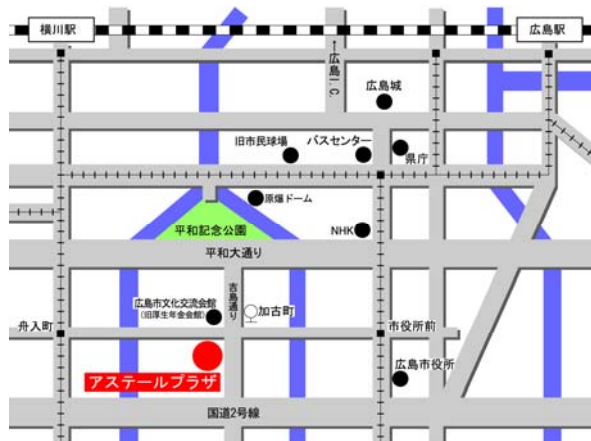 横川駅
広島駅
←広島I.C.
広島城
旧市民球場
バスセンター
県庁
原爆ドーム
平和記念公園
NHK
平和大通り
吉島通り
広島市文化交流会館
(旧厚生年金会館)
加古町
舟入町
市役所前
アステールプラザ
広島市役所
国道2号線